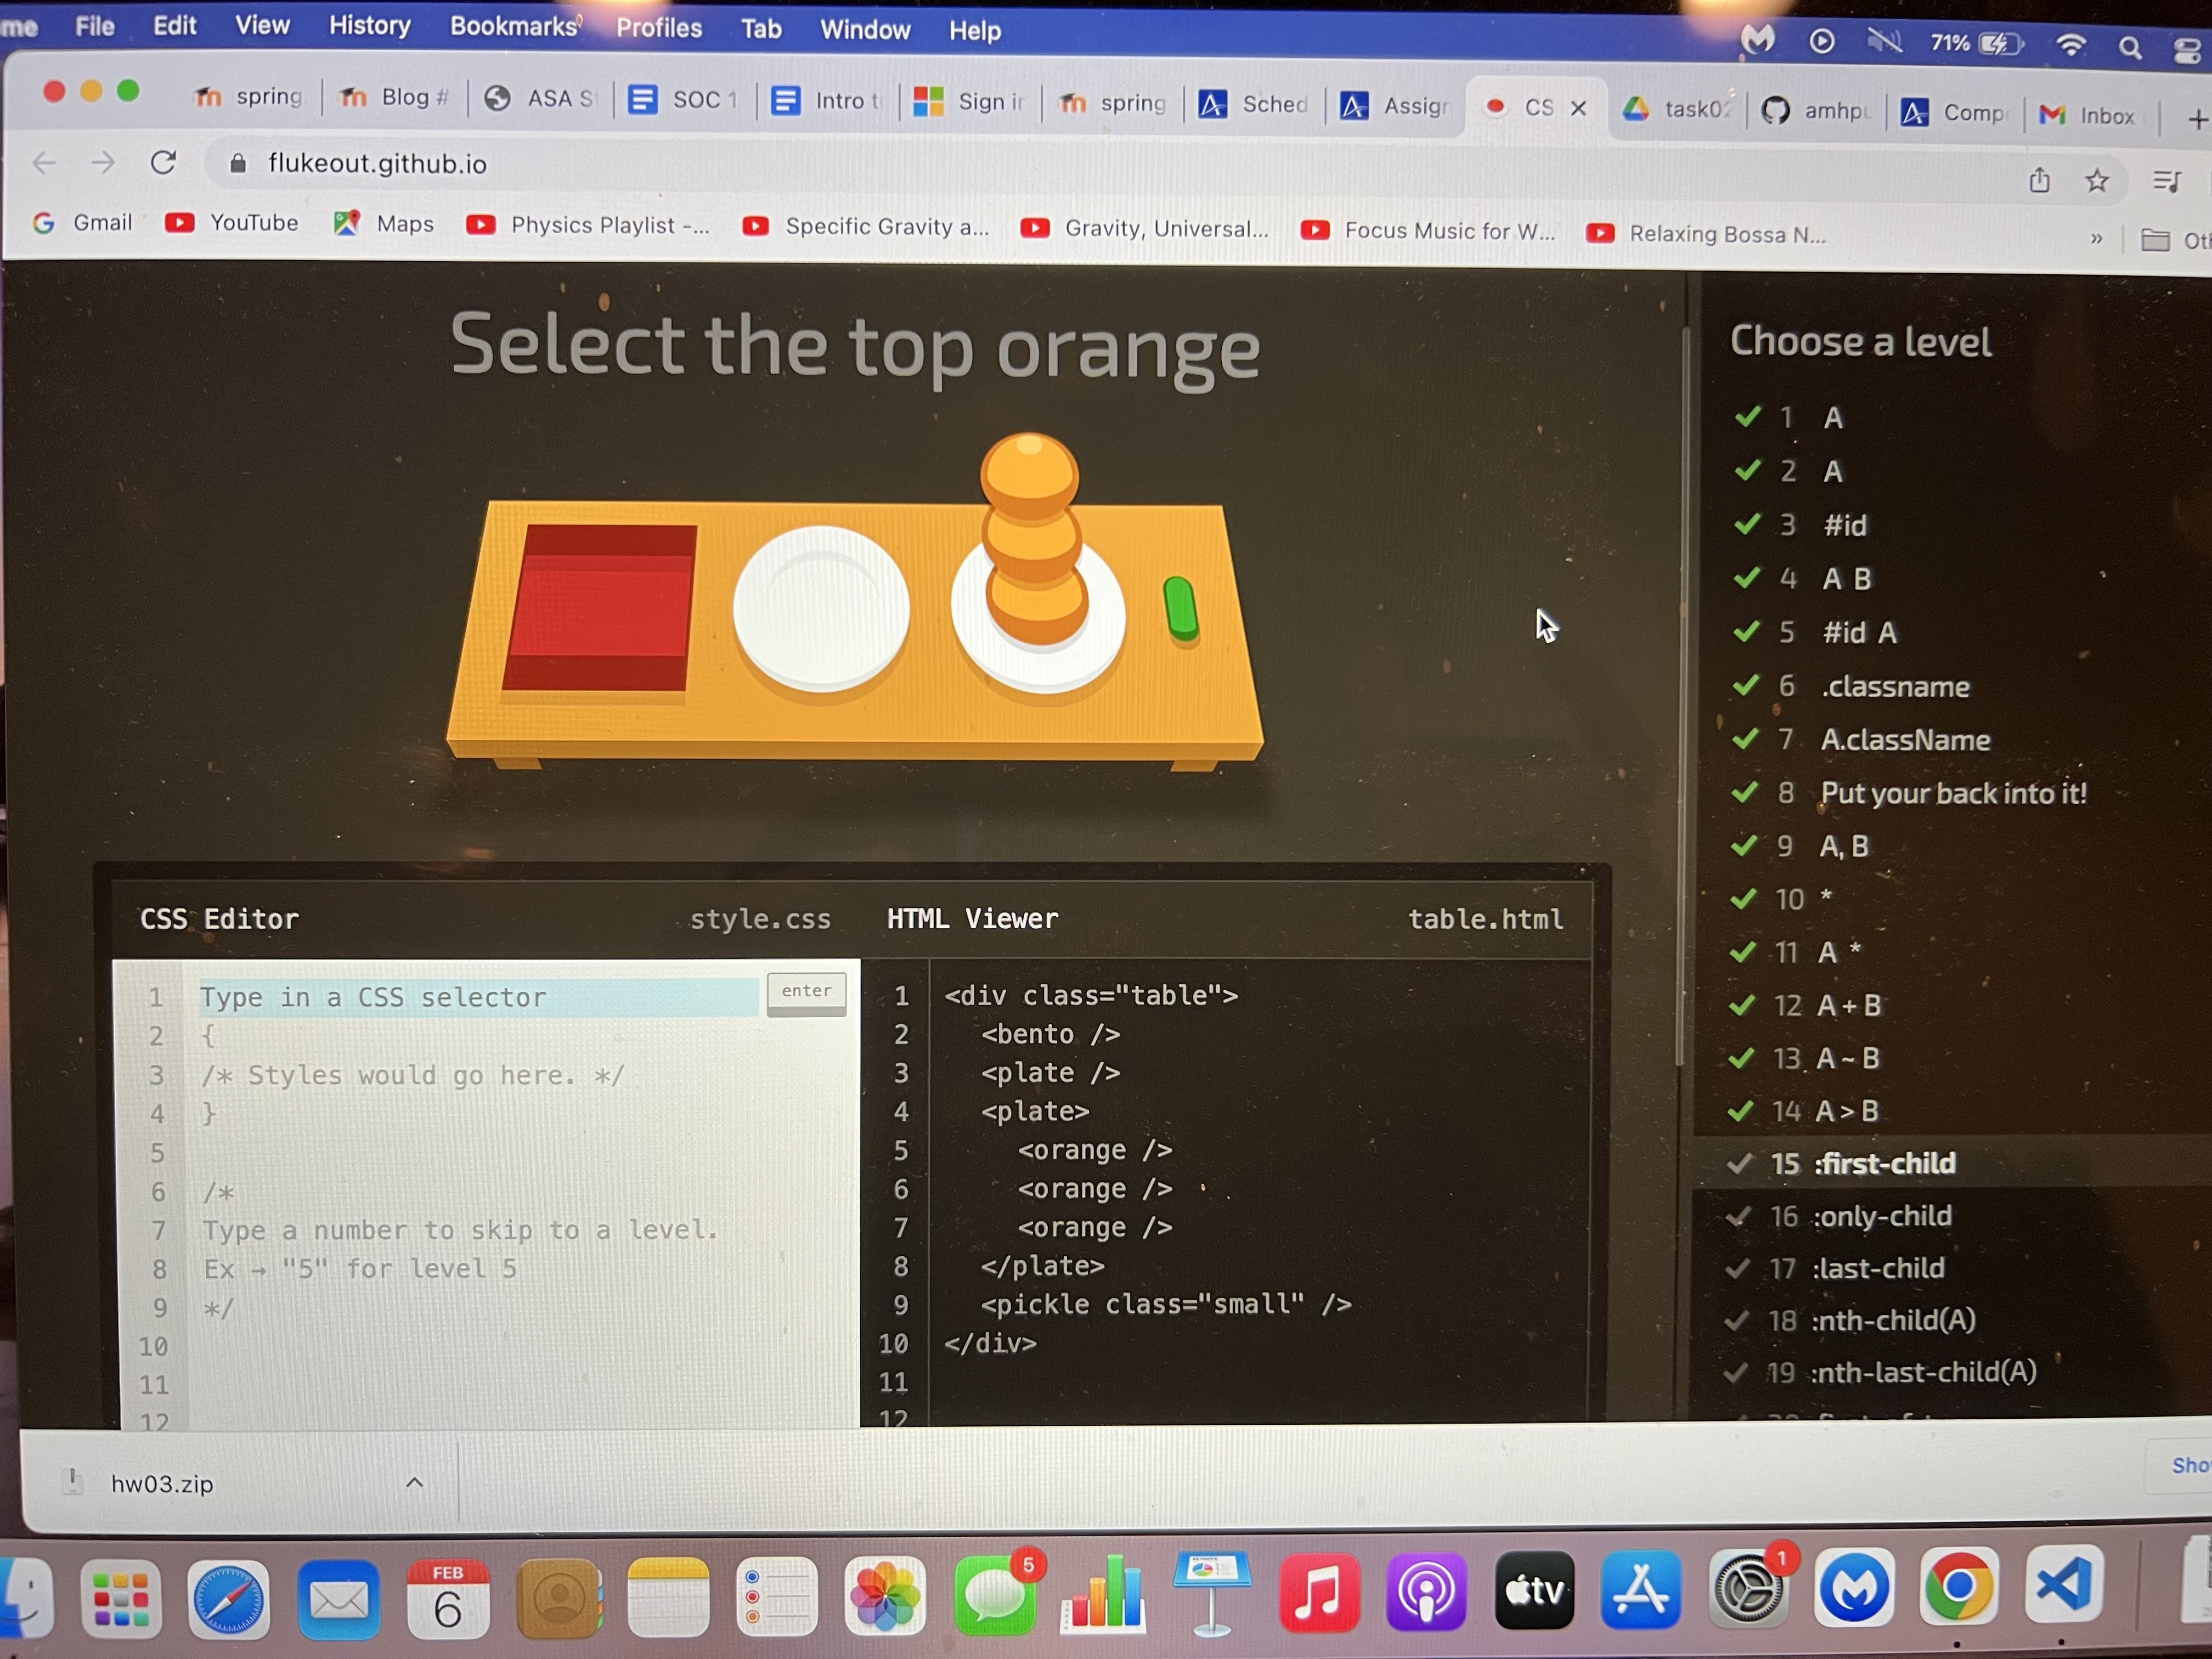 me File Edit View History Bookmarks Profiles Tab Window Help 71%
spring Blog # ASA S SOC 1 Intro t Sign in spring Sched Assign CS task02 amhpu Comp Inbox
flukeout.github.io
Gmail YouTube Maps Physics Playlist -... Specific Gravity a... Gravity, Universal... Focus Music for W... Relaxing Bossa N... » Oth
Select the top orange
CSS Editor style.css
1 Type in a CSS selector enter
2 {
3 /* Styles would go here. */
4 }
5
6 /*
7 Type a number to skip to a level.
8 Ex → "5" for level 5
9 */
10
11
12
HTML Viewer table.html
1 <div class="table">
2 <bento />
3 <plate />
4 <plate>
5 <orange />
6 <orange />
7 <orange />
8 </plate>
9 <pickle class="small" />
10 </div>
11
12
Choose a level
1 A
2 A
3 #id
4 A B
5 #id A
6 .classname
7 A.className
8 Put your back into it!
9 A, B
10 *
11 A *
12 A + B
13 A ~ B
14 A > B
15 :first-child
16 :only-child
17 :last-child
18 :nth-child(A)
19 :nth-last-child(A)
hw03.zip
Sho
FEB
6
5
tv
1